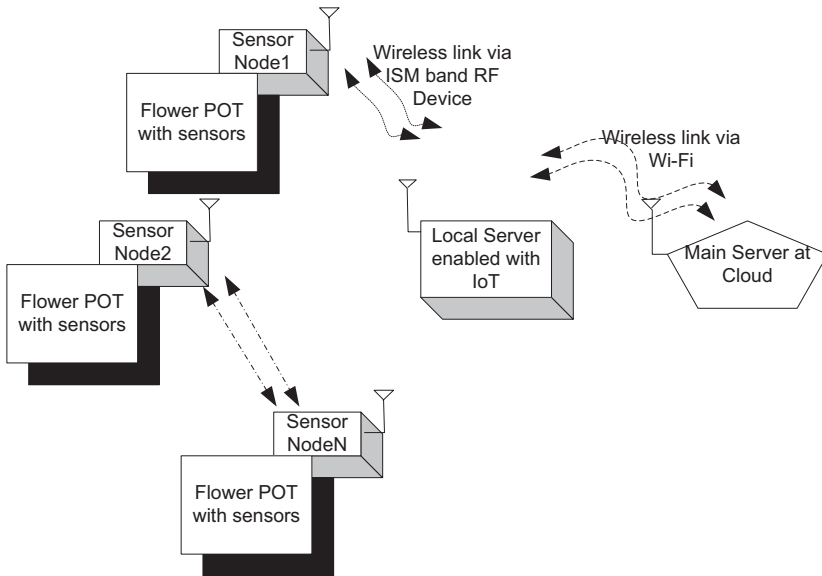 Sensor
Node1
Flower POT
with sensors
Wireless link via
ISM band RF
Device
Wireless link via
Wi-Fi
Sensor
Node2
Flower POT
with sensors
Local Server
enabled with
IoT
Main Server at
Cloud
Sensor
NodeN
Flower POT
with sensors